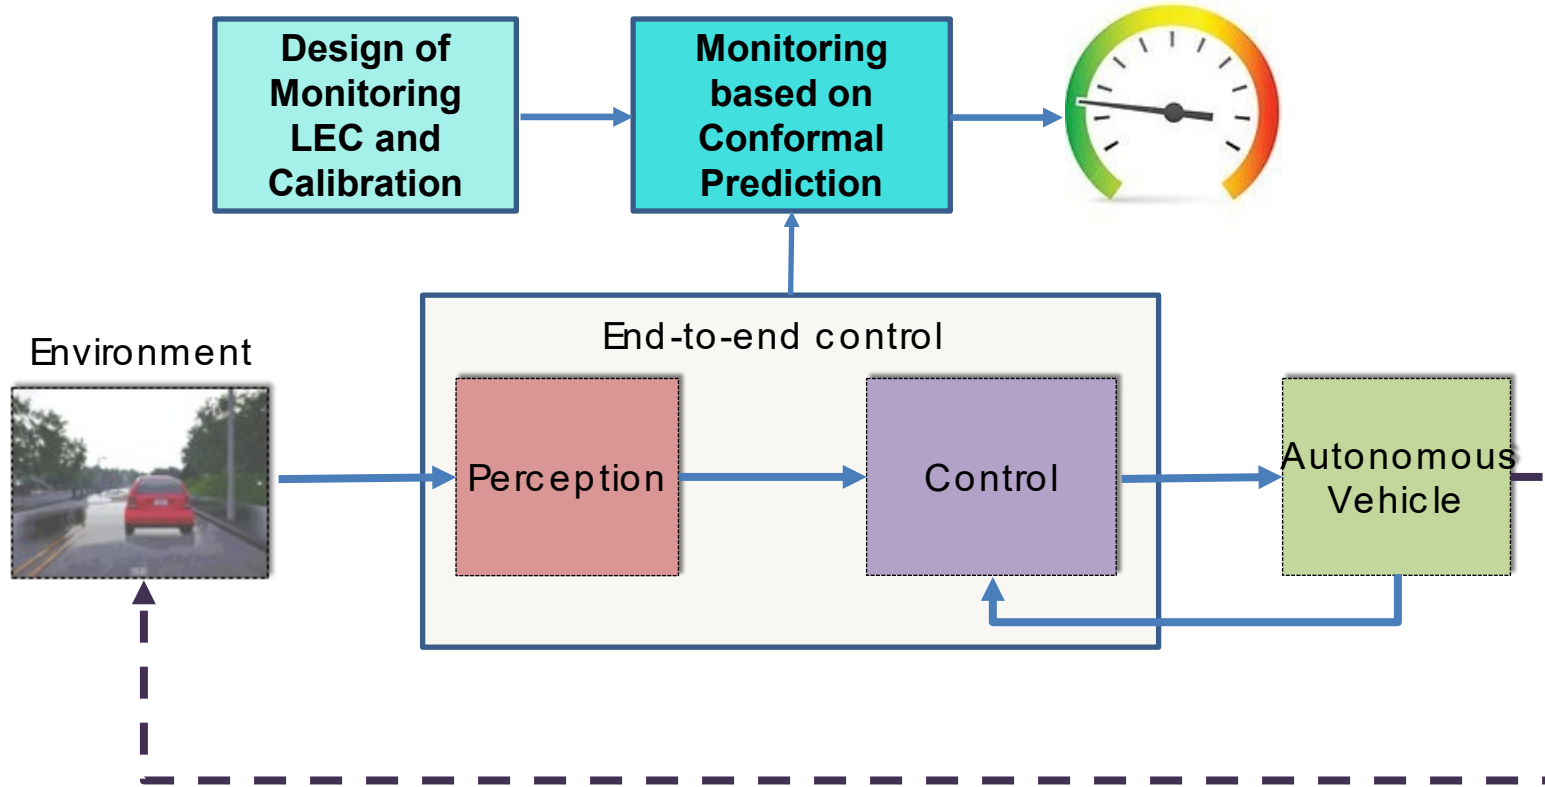 Design of
Monitoring
LEC and
Calibration
Monitoring
based on
Conformal
Prediction
End-to-end control
Environment
Perception
Control
Autonomous
Vehicle